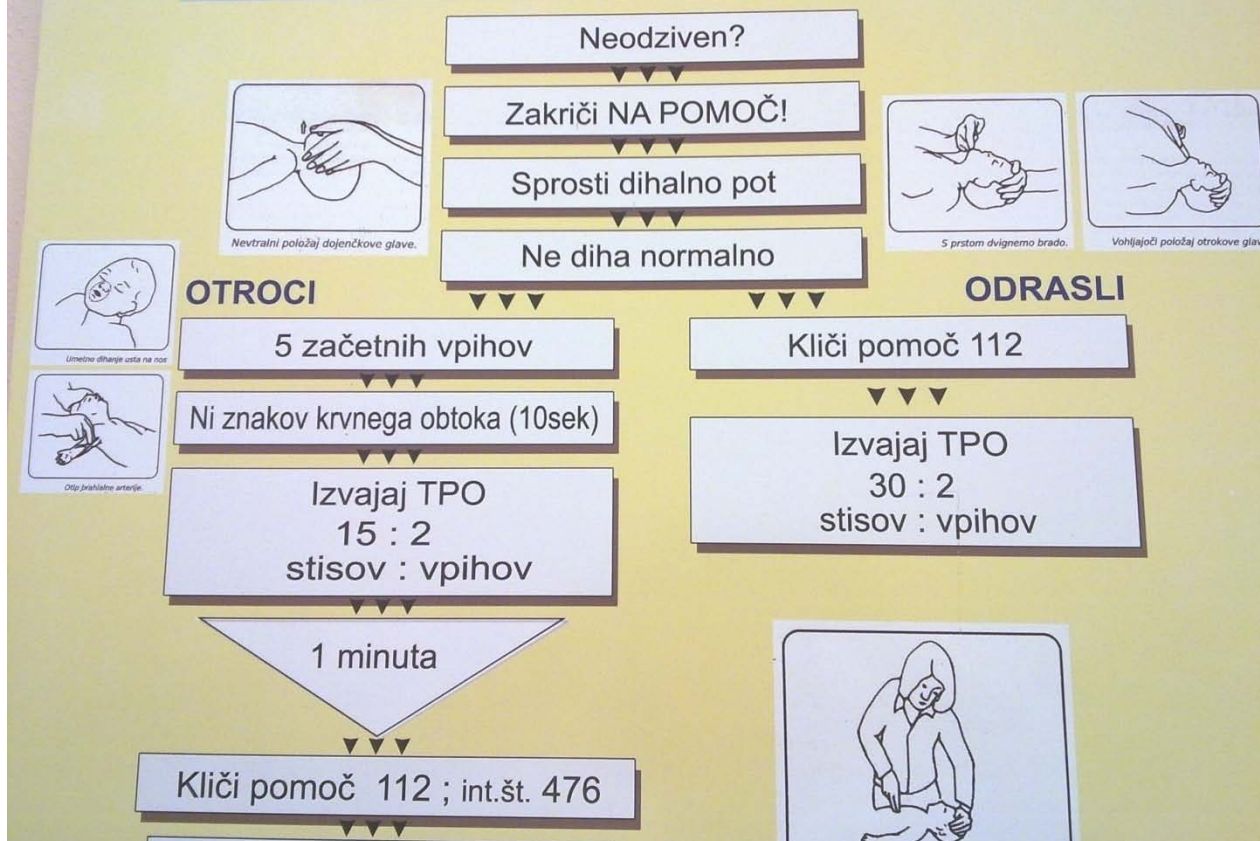 Neodziven?
Zakriči NA POMOČ!
Sprosti dihalno pot
Nevtralni položaj dojenčkove glave.
S prstom dvignemo brado.
Vohljajoči položaj otrokove glav
Ne diha normalno
OTROCI
ODRASLI
Umetno dihanje usta na nos
5 začetnih vpihov
Kliči pomoč 112
Ni znakov krvnega obtoka (10sek)
Otip brahialne arterije.
Izvajaj TPO
15 : 2
stisov : vpihov
Izvajaj TPO
30 : 2
stisov : vpihov
1 minuta
Kliči pomoč 112 ; int.št. 476